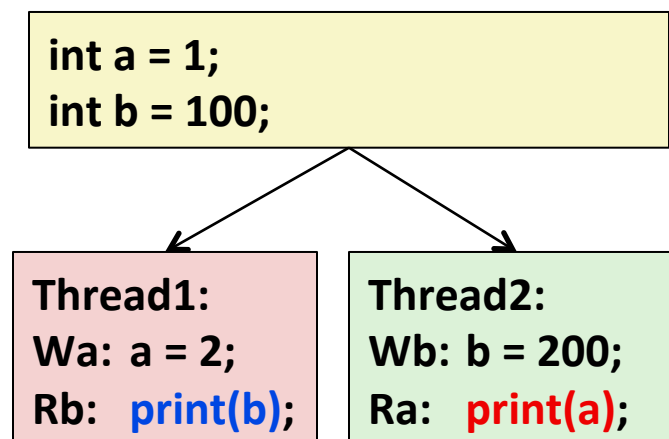 int a = 1;
int b = 100;
Thread1:
Wa: a = 2;
Rb: print(b);
Thread2:
Wb: b = 200;
Ra: print(a);